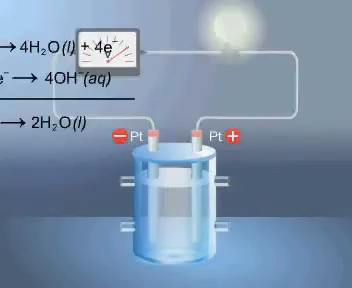 → 4H₂O(l) + 4e⁻
e⁻ → 4OH⁻(aq)
→ 2H₂O(l)
− Pt Pt +